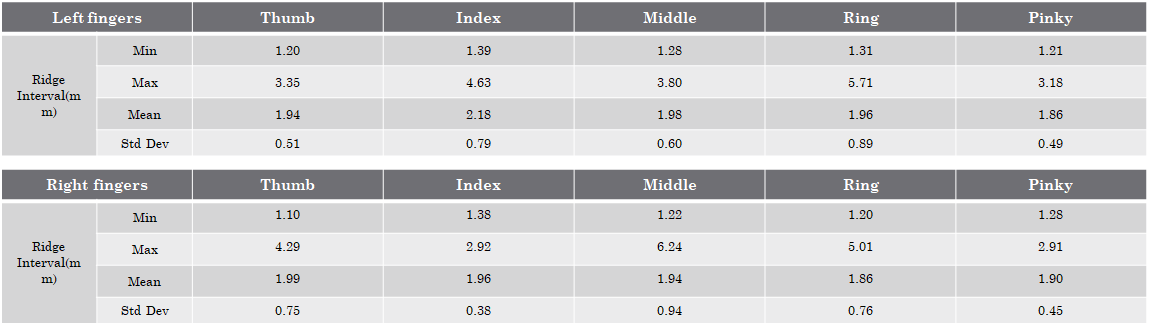 Left fingers Thumb Index Middle Ring Pinky
Min 1.20 1.39 1.28 1.31 1.21
Ridge
Interval(m
m)
Max 3.35 4.63 3.80 5.71 3.18
Mean 1.94 2.18 1.98 1.96 1.86
Std Dev 0.51 0.79 0.60 0.89 0.49
Right fingers Thumb Index Middle Ring Pinky
Min 1.10 1.38 1.22 1.20 1.28
Ridge
Interval(m
m)
Max 4.29 2.92 6.24 5.01 2.91
Mean 1.99 1.96 1.94 1.86 1.90
Std Dev 0.75 0.38 0.94 0.76 0.45